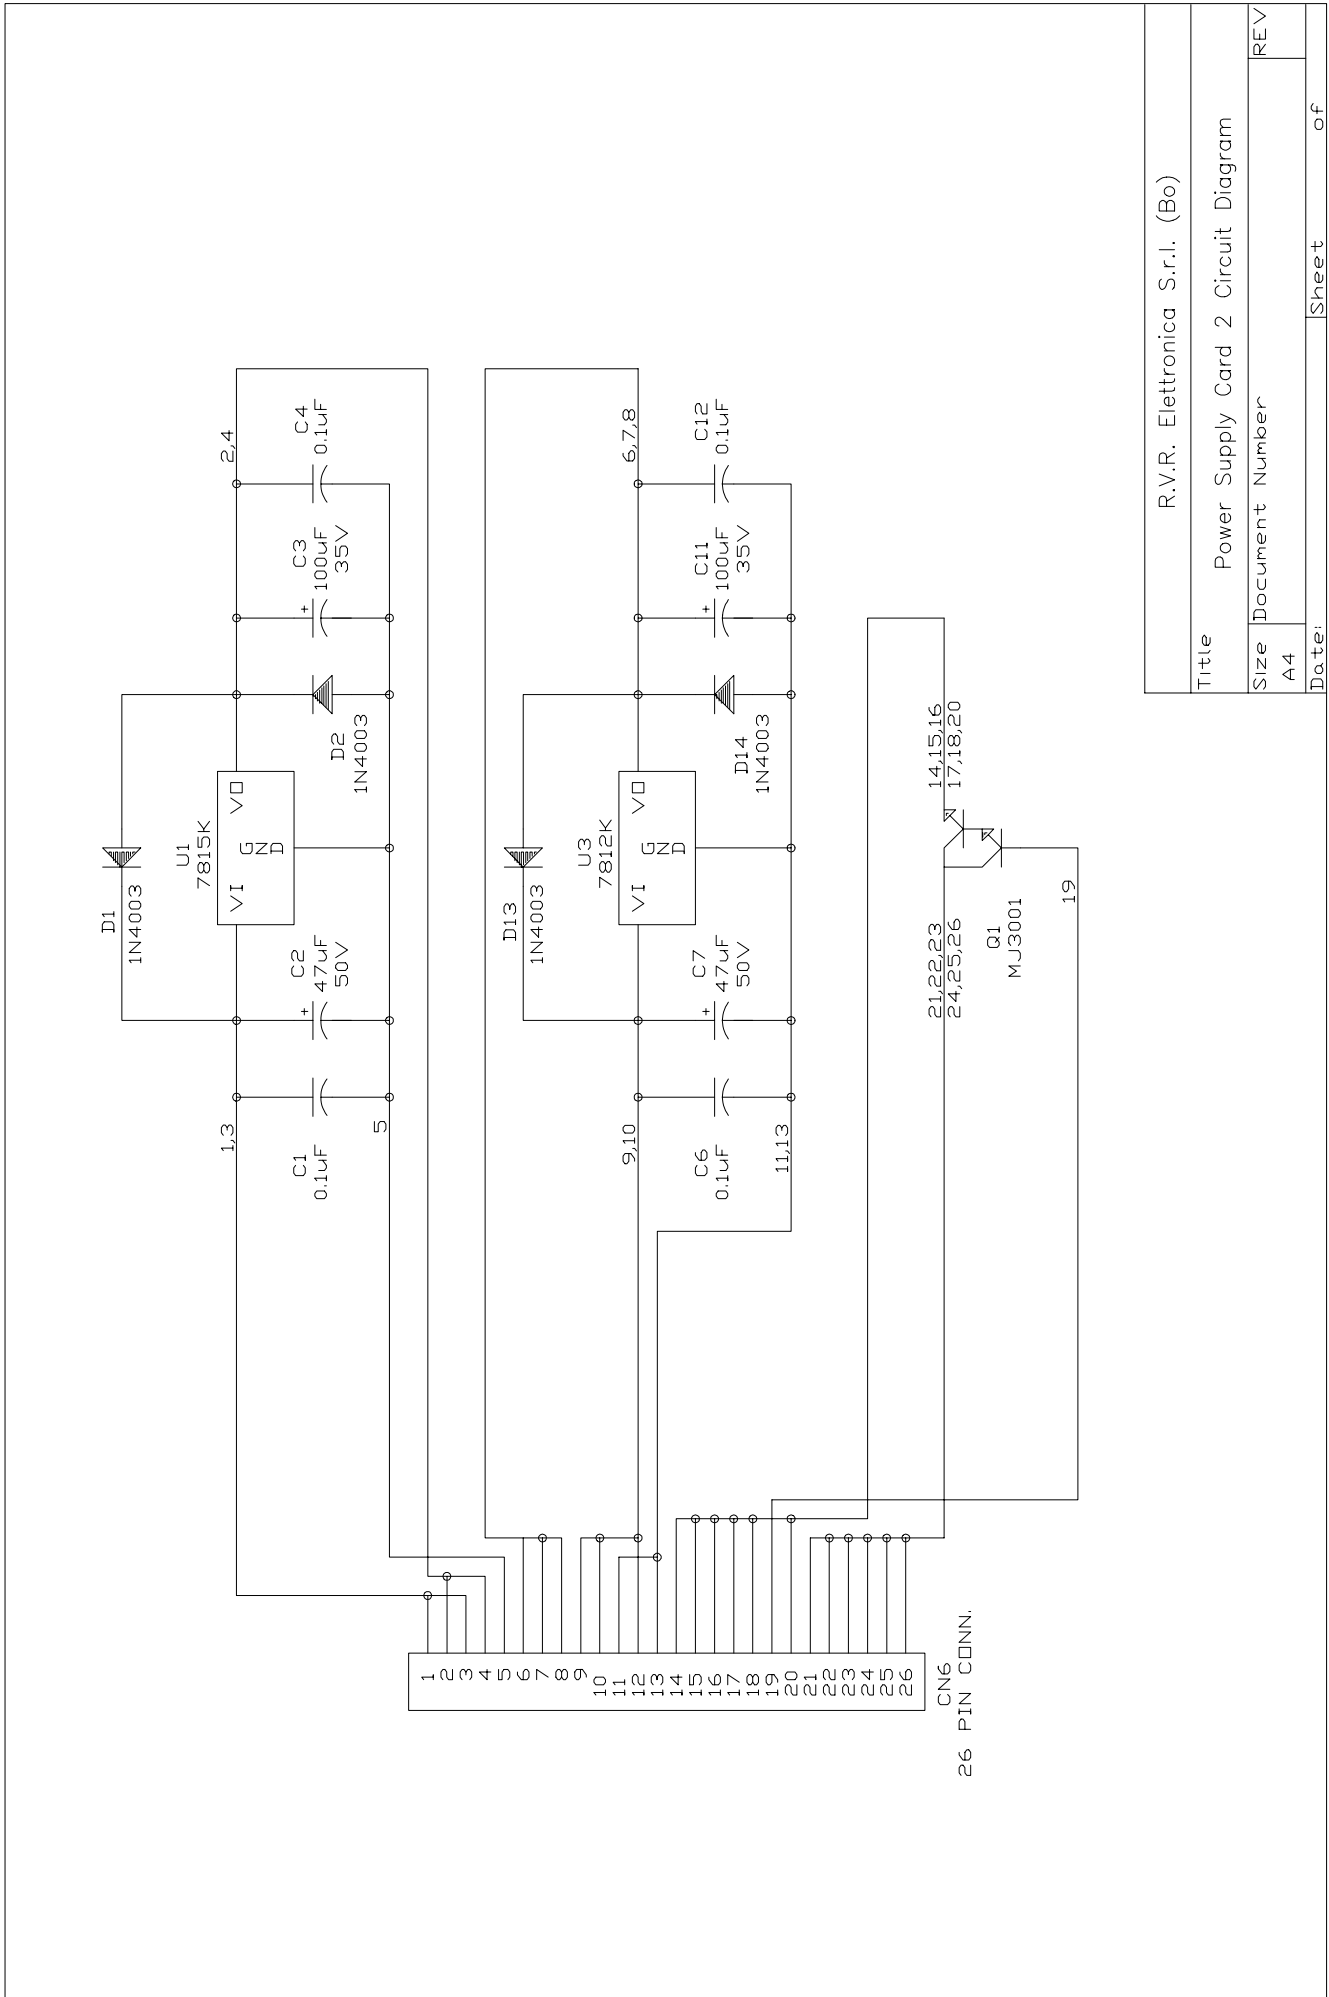 D1
1N4003
U1
7815K
VI
VO
GND
1,3
2,4
5
C1
0.1uF
C2
+
47uF
50V
D2
1N4003
C3
+
100uF
35V
C4
0.1uF
D13
1N4003
U3
7812K
VI
VO
GND
9,10
6,7,8
11,13
C6
0.1uF
C7
+
47uF
50V
D14
1N4003
C11
+
100uF
35V
C12
0.1uF
1
2
3
4
5
6
7
8
9
10
11
12
13
14
15
16
17
18
19
20
21
22
23
24
25
26
CN6
26 PIN CONN.
21,22,23
24,25,26
14,15,16
17,18,20
Q1
MJ3001
19
R.V.R. Elettronica S.r.l. (Bo)
Title
Power Supply Card 2 Circuit Diagram
Size
Document Number
REV
A4
Date:
Sheet
of